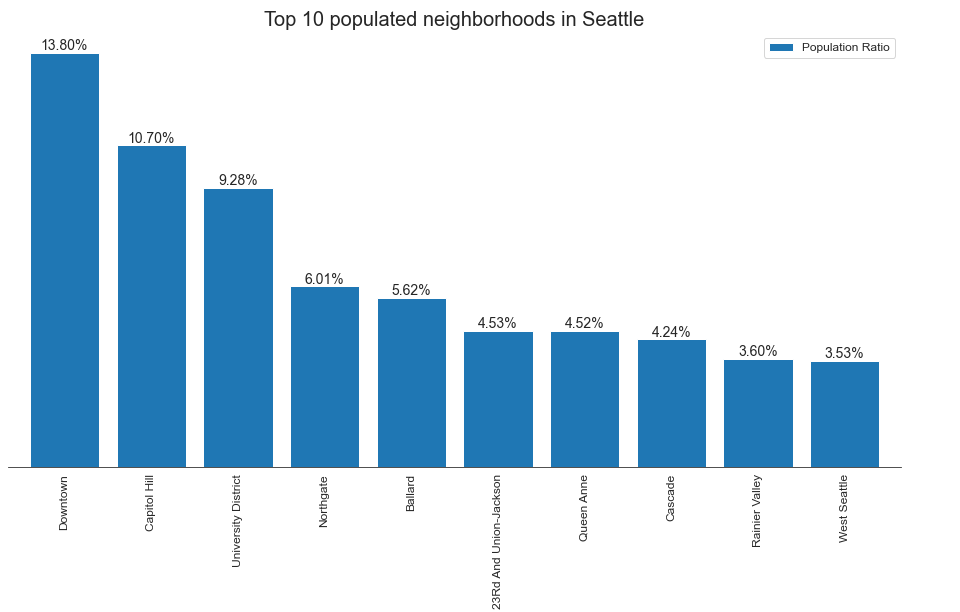 Top 10 populated neighborhoods in Seattle
Population Ratio
13.80%
10.70%
9.28%
6.01%
5.62%
4.53%
4.52%
4.24%
3.60%
3.53%
Downtown
Capitol Hill
University District
Northgate
Ballard
23Rd And Union-Jackson
Queen Anne
Cascade
Rainier Valley
West Seattle